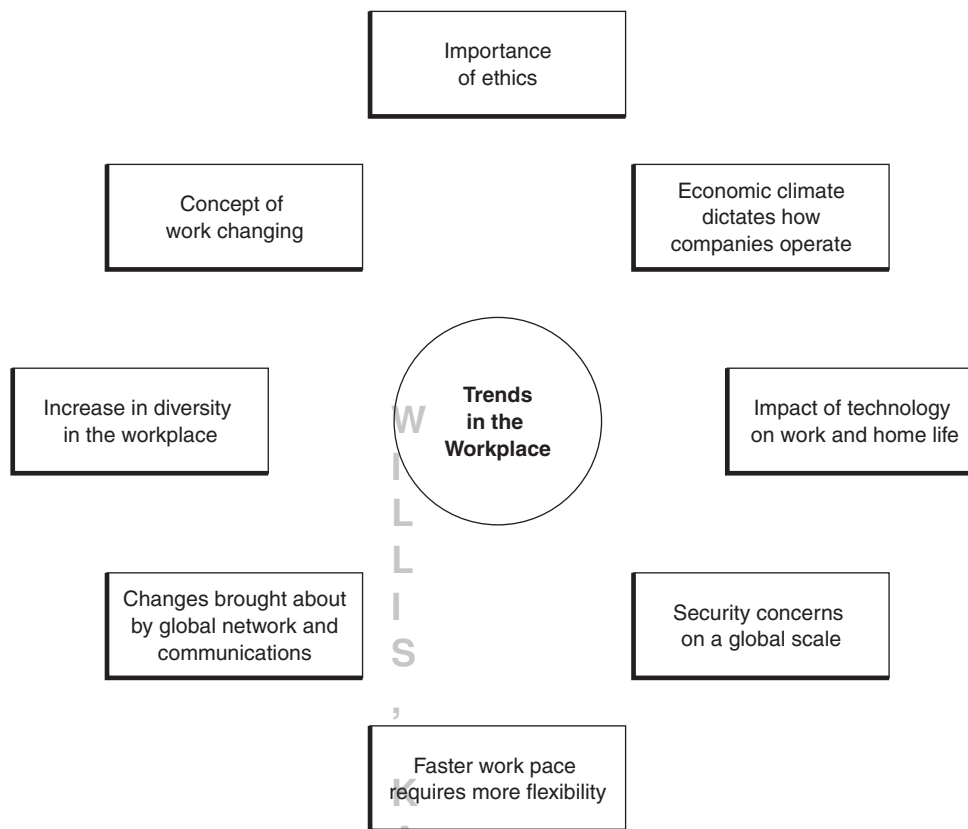 Importance
of ethics
Economic climate
dictates how
companies operate
Impact of technology
on work and home life
Security concerns
on a global scale
Faster work pace
requires more flexibility
Changes brought about
by global network and
communications
Increase in diversity
in the workplace
Concept of
work changing
Trends
in the
Workplace
W
I
L
L
I
S
,
K